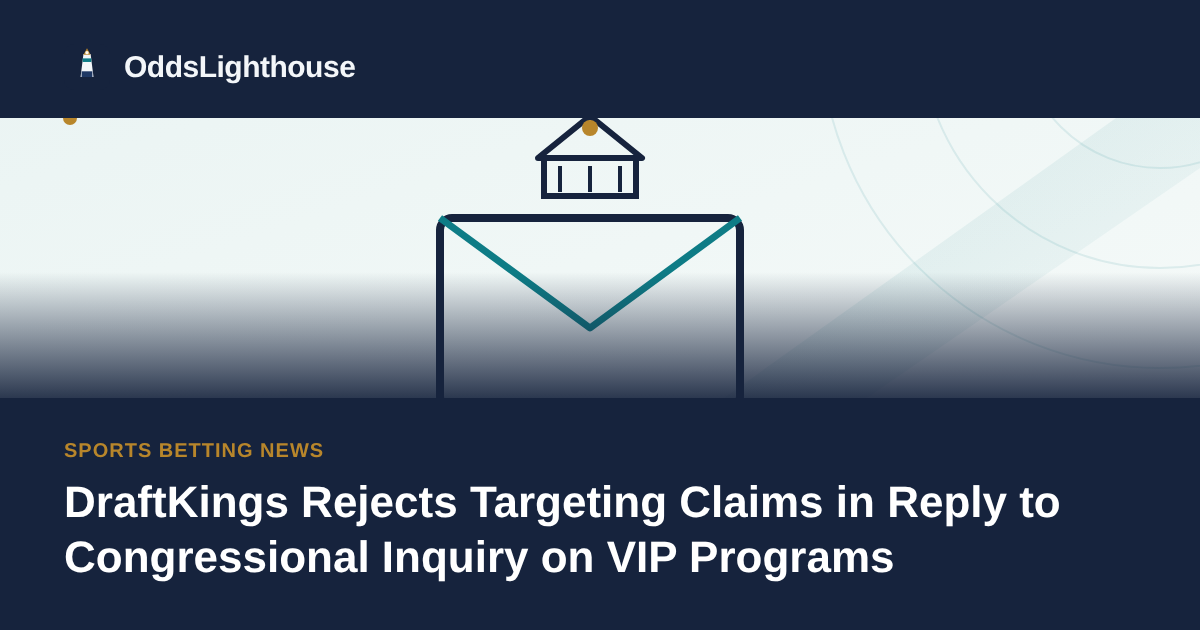 OddsLighthouse
SPORTS BETTING NEWS
DraftKings Rejects Targeting Claims in Reply to
Congressional Inquiry on VIP Programs